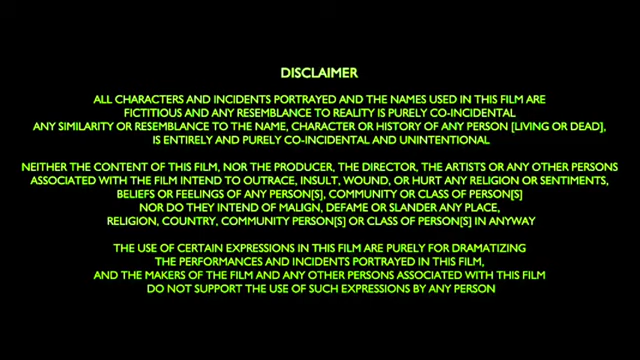 DISCLAIMER
ALL CHARACTERS AND INCIDENTS PORTRAYED AND THE NAMES USED IN THIS FILM ARE
FICTITIOUS AND ANY RESEMBLANCE TO REALITY IS PURELY CO-INCIDENTAL
ANY SIMILARITY OR RESEMBLANCE TO THE NAME, CHARACTER OR HISTORY OF ANY PERSON [LIVING OR DEAD],
IS ENTIRELY AND PURELY CO-INCIDENTAL AND UNINTENTIONAL
NEITHER THE CONTENT OF THIS FILM, NOR THE PRODUCER, THE DIRECTOR, THE ARTISTS OR ANY OTHER PERSONS
ASSOCIATED WITH THE FILM INTEND TO OUTRACE, INSULT, WOUND, OR HURT ANY RELIGION OR SENTIMENTS,
BELIEFS OR FEELINGS OF ANY PERSON[S], COMMUNITY OR CLASS OF PERSON[S]
NOR DO THEY INTEND OF MALIGN, DEFAME OR SLANDER ANY PLACE,
RELIGION, COUNTRY, COMMUNITY PERSON[S] OR CLASS OF PERSON[S] IN ANYWAY
THE USE OF CERTAIN EXPRESSIONS IN THIS FILM ARE PURELY FOR DRAMATIZING
THE PERFORMANCES AND INCIDENTS PORTRAYED IN THIS FILM,
AND THE MAKERS OF THE FILM AND ANY OTHER PERSONS ASSOCIATED WITH THIS FILM
DO NOT SUPPORT THE USE OF SUCH EXPRESSIONS BY ANY PERSON